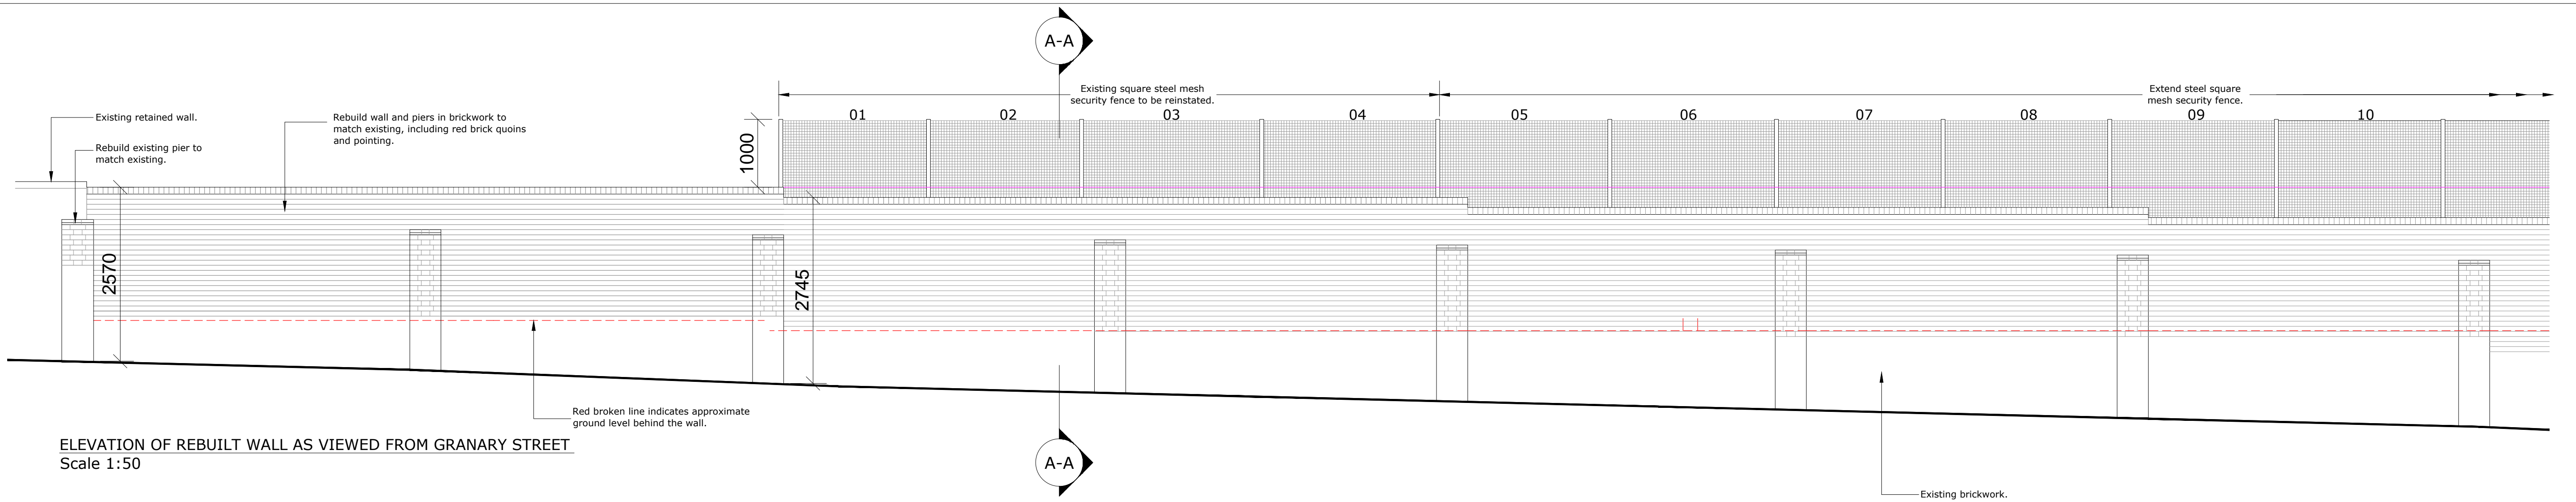 A-A
Existing square steel mesh
security fence to be reinstated.
Extend steel square
mesh security fence.
Existing retained wall.
Rebuild wall and piers in brickwork to
match existing, including red brick quoins
and pointing.
01
02
03
04
05
06
07
08
09
10
Rebuild existing pier to
match existing.
1000
2570
2745
Red broken line indicates approximate
ground level behind the wall.
ELEVATION OF REBUILT WALL AS VIEWED FROM GRANARY STREET
Scale 1:50
A-A
Existing brickwork.